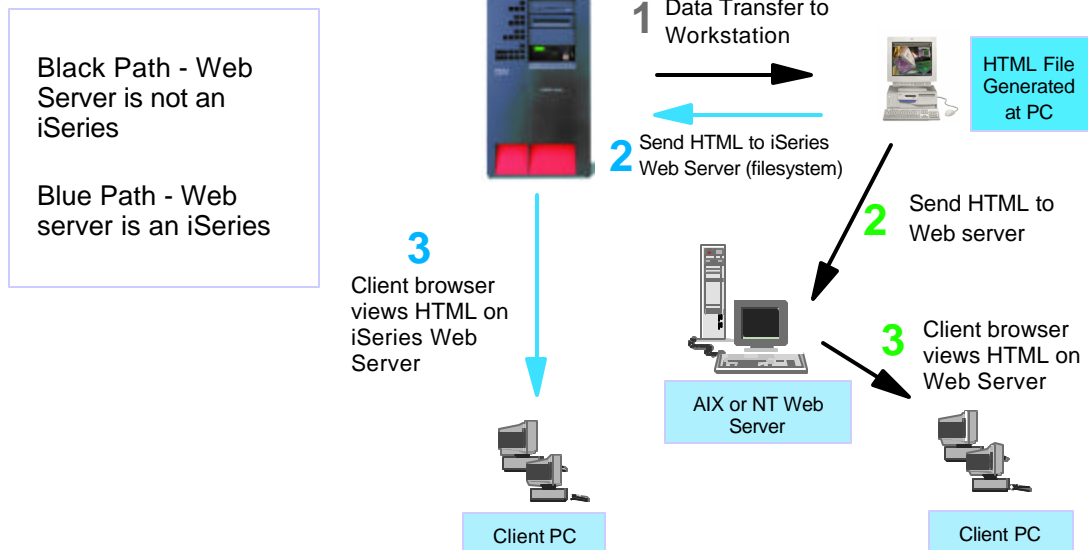 Black Path - Web
Server is not an
iSeries
Blue Path - Web
server is an iSeries
1
Data Transfer to
Workstation
HTML File
Generated
at PC
2
Send HTML to iSeries
Web Server (filesystem)
2
Send HTML to
Web server
3
Client browser
views HTML on
iSeries Web
Server
3
Client browser
views HTML on
Web Server
AIX or NT Web
Server
Client PC
Client PC